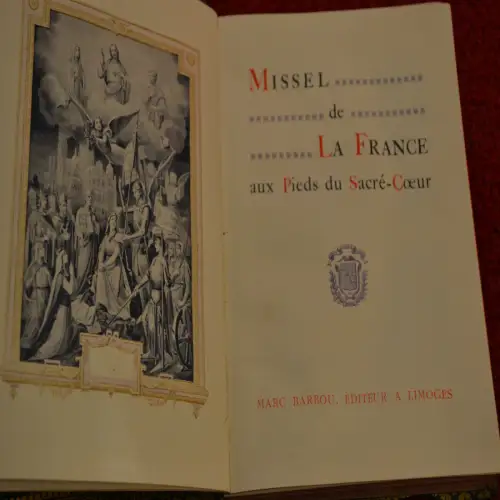 MISSEL
de
LA FRANCE
aux Pieds du Sacré-Cœur
MARC BARBOU, EDITEUR A LIMOGES